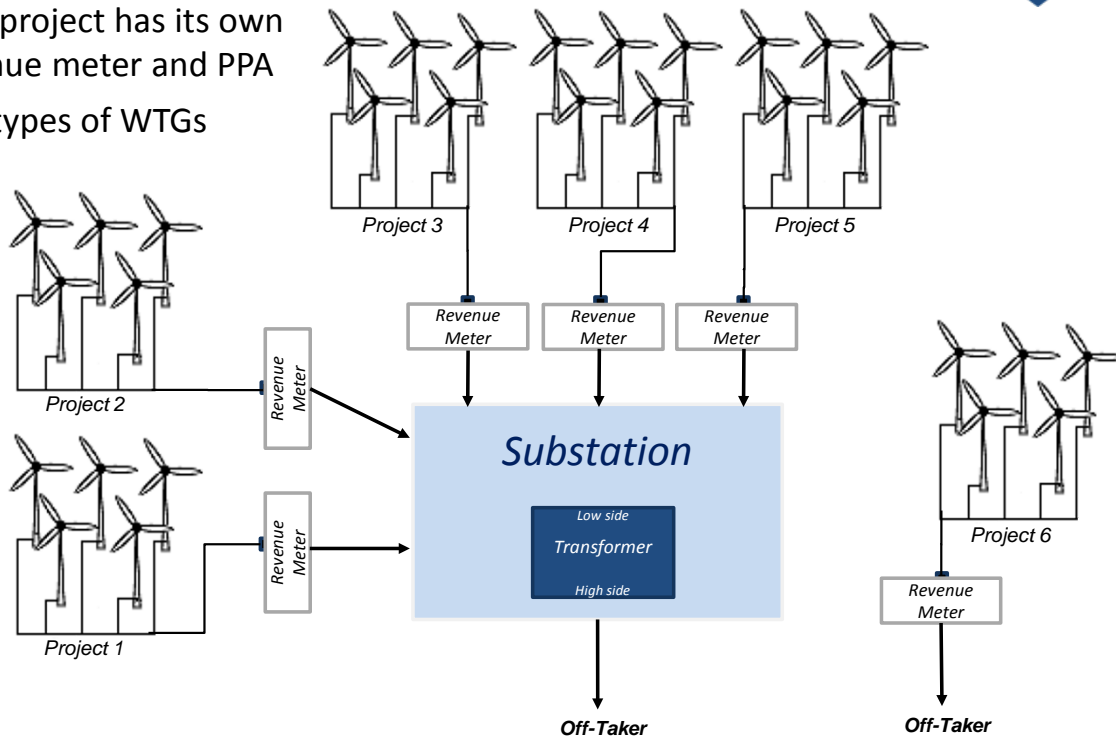 project has its own
nue meter and PPA
types of WTGs
Project 3
Project 4
Project 5
Revenue
Meter
Revenue
Meter
Revenue
Meter
Project 2
Revenue
Meter
Project 1
Revenue
Meter
Substation
Low side
Transformer
High side
Off-Taker
Project 6
Revenue
Meter
Off-Taker